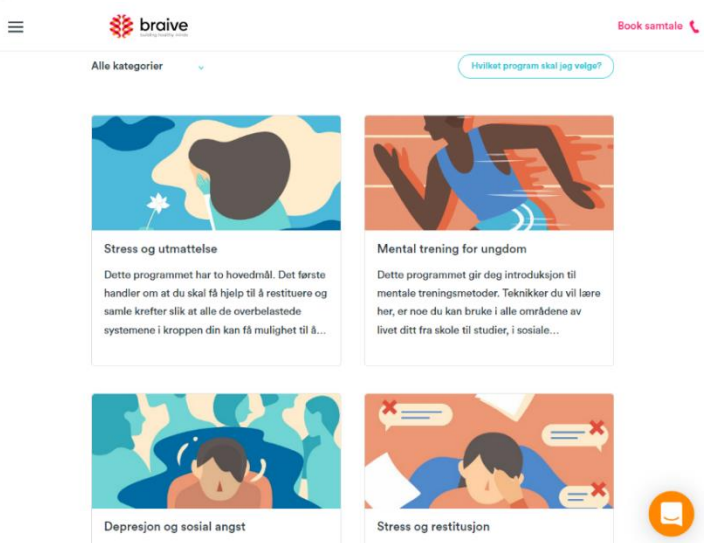 braive
building healthy minds
Book samtale
Alle kategorier
Hvilket program skal jeg velge?
Stress og utmattelse
Dette programmet har to hovedmål. Det første
handler om at du skal få hjelp til å restituere og
samle krefter slik at alle de overbelastede
systemene i kroppen din kan få mulighet til å...
Mental trening for ungdom
Dette programmet gir deg introduksjon til
mentale treningsmetoder. Teknikker du vil lære
her, er noe du kan bruke i alle områdene av
livet ditt fra skole til studier, i sosiale...
Depresjon og sosial angst
Stress og restitusjon